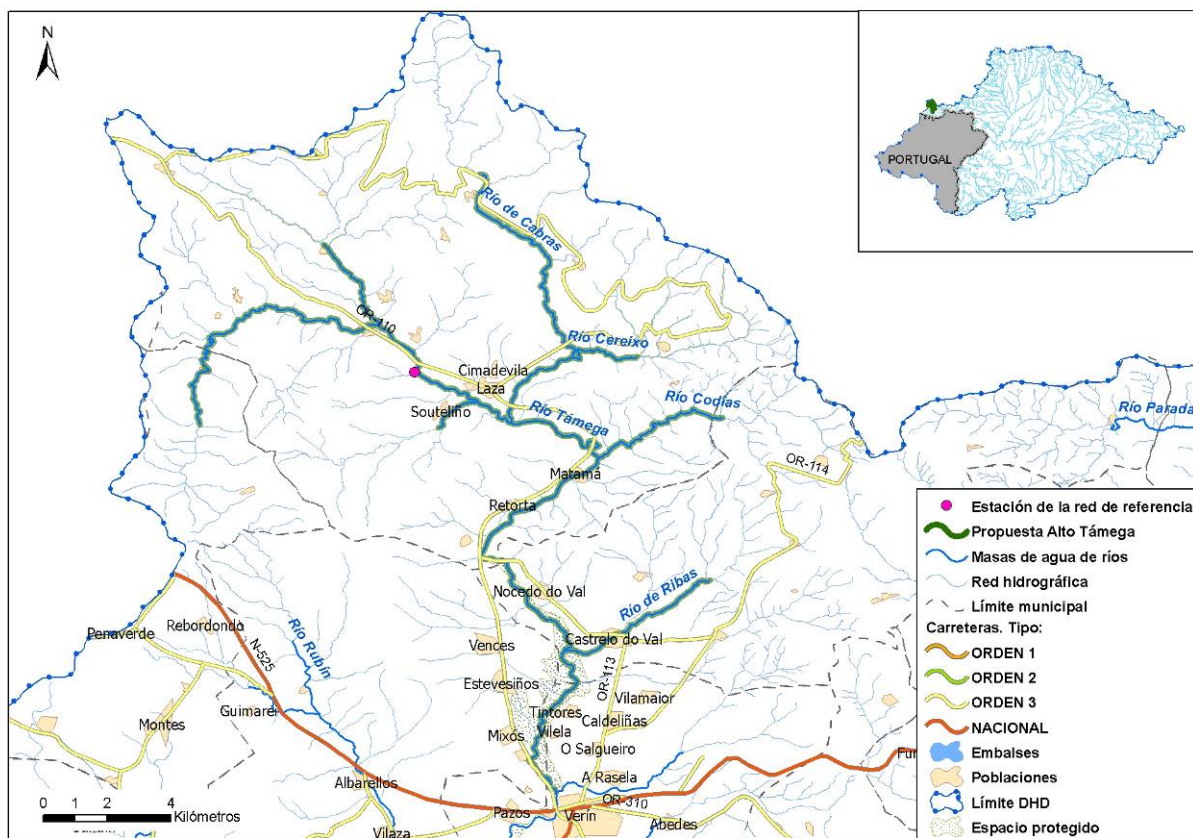 N
PORTUGAL
Río de Cabras
OR-110
Río Cereixo
Cimadevila
Laza
Río Codias
Río Parada
Souteliño
Río Támega
OR-114
Matamá
Retorta
Nocedo do Val
Río de Ribas
Penaverde
Rebordondo
N-525
Río Rubín
Vences
Castrelo do Val
OR-113
Estevesiños
Vilamaior
Guimarei
Montes
Tintores
Caldeliñas
Mixós
Vilela
O Salgueiro
Albarellos
A Rasela
OR-310
Pazos
Verín
Abedes
Vilaza
0 1 2 4
Kilómetros
Estación de la red de referencia
Propuesta Alto Támega
Masas de agua de ríos
Red hidrográfica
Límite municipal
Carreteras. Tipo:
ORDEN 1
ORDEN 2
ORDEN 3
NACIONAL
Embalses
Poblaciones
Límite DHD
Espacio protegido